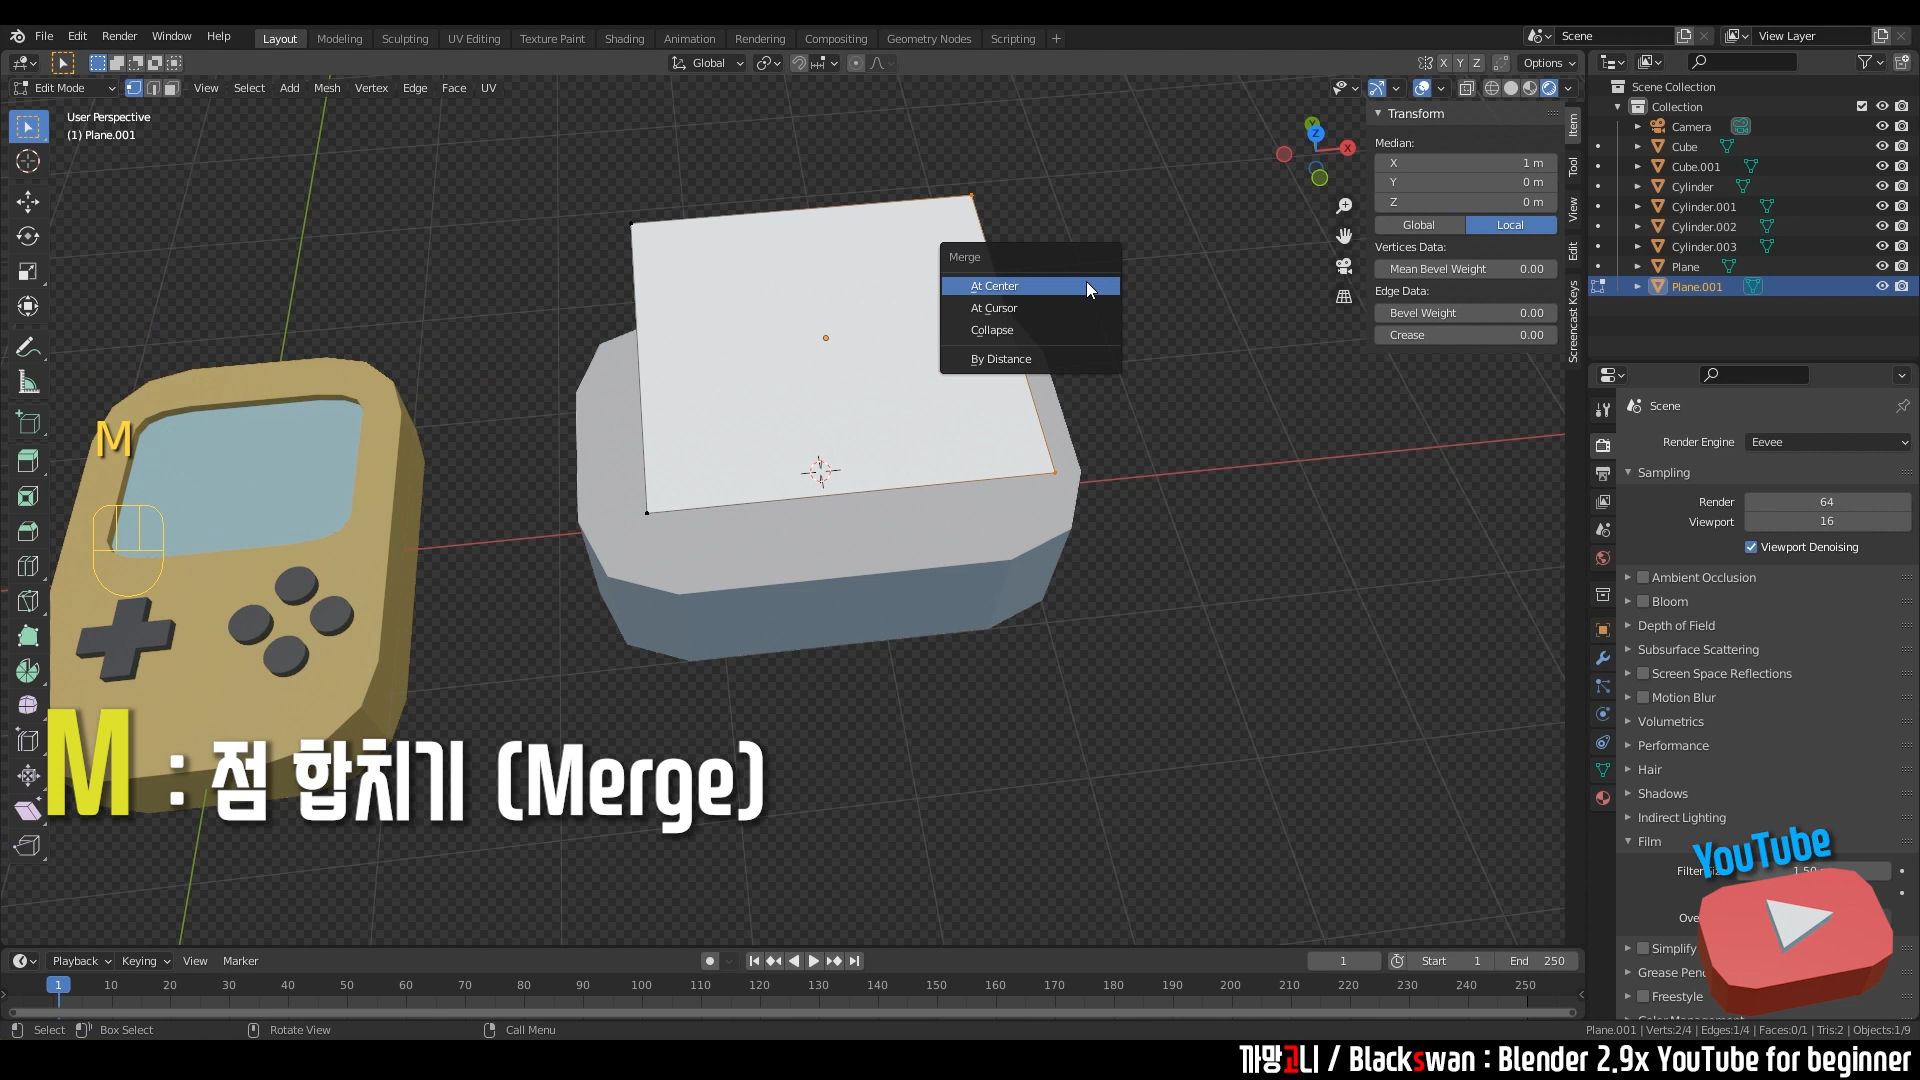 File Edit Render Window Help Layout Modeling Sculpting UV Editing Texture Paint Shading Animation Rendering Compositing Geometry Nodes Scripting + Scene View Layer
Global X Y Z Options
Edit Mode View Select Add Mesh Vertex Edge Face UV
User Perspective
(1) Plane.001
Y
Z
X
Transform
Median:
X 1 m
Y 0 m
Z 0 m
Global Local
Vertices Data:
Mean Bevel Weight 0.00
Edge Data:
Bevel Weight 0.00
Crease 0.00
Item
Tool
View
Edit
Screencast Keys
Merge
At Center
At Cursor
Collapse
By Distance
Scene Collection
Collection
Camera
Cube
Cube.001
Cylinder
Cylinder.001
Cylinder.002
Cylinder.003
Plane
Plane.001
Scene
Render Engine Eevee
Sampling
Render 64
Viewport 16
Viewport Denoising
Ambient Occlusion
Bloom
Depth of Field
Subsurface Scattering
Screen Space Reflections
Motion Blur
Volumetrics
Performance
Hair
Shadows
Indirect Lighting
Film
Simplify
Freestyle
M
M : 점 합치기 (Merge)
YouTube
Playback Keying View Marker 1 Start 1 End 250
1 10 20 30 40 50 60 70 80 90 100 110 120 130 140 150 160 170 180 190 200 210 220 230 240 250
Select Box Select Rotate View Call Menu Plane.001 | Verts:2/4 | Edges:1/4 | Faces:0/1 | Tris:2 | Objects:1/9
까망고니 / Blackswan : Blender 2.9x YouTube for beginner